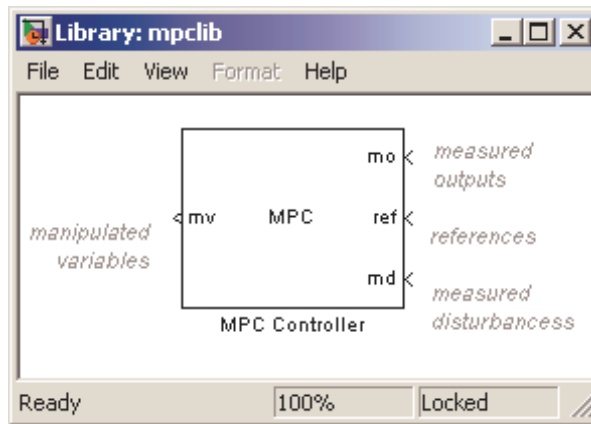 Library: mpclib
File Edit View Format Help
mo
measured
outputs
manipulated
variables
mv
MPC
ref
references
md
measured
disturbancess
MPC Controller
Ready 100% Locked